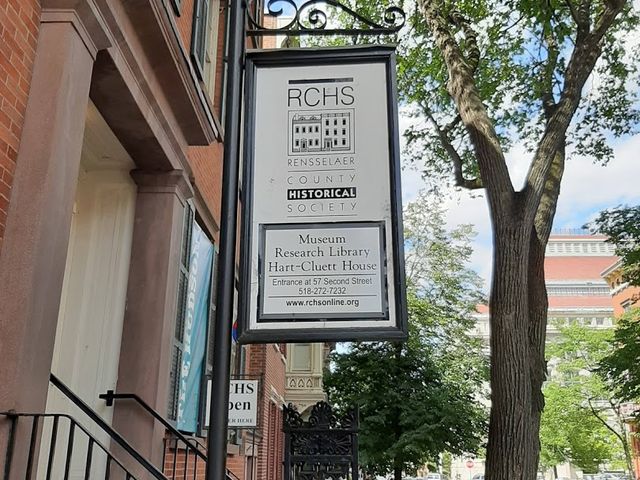 RCHS
RENSSELAER
COUNTY
HISTORICAL
SOCIETY
Museum
Research Library
Hart-Cluett House
Entrance at 57 Second Street
518-272-7232
www.rchsonline.org
HERE